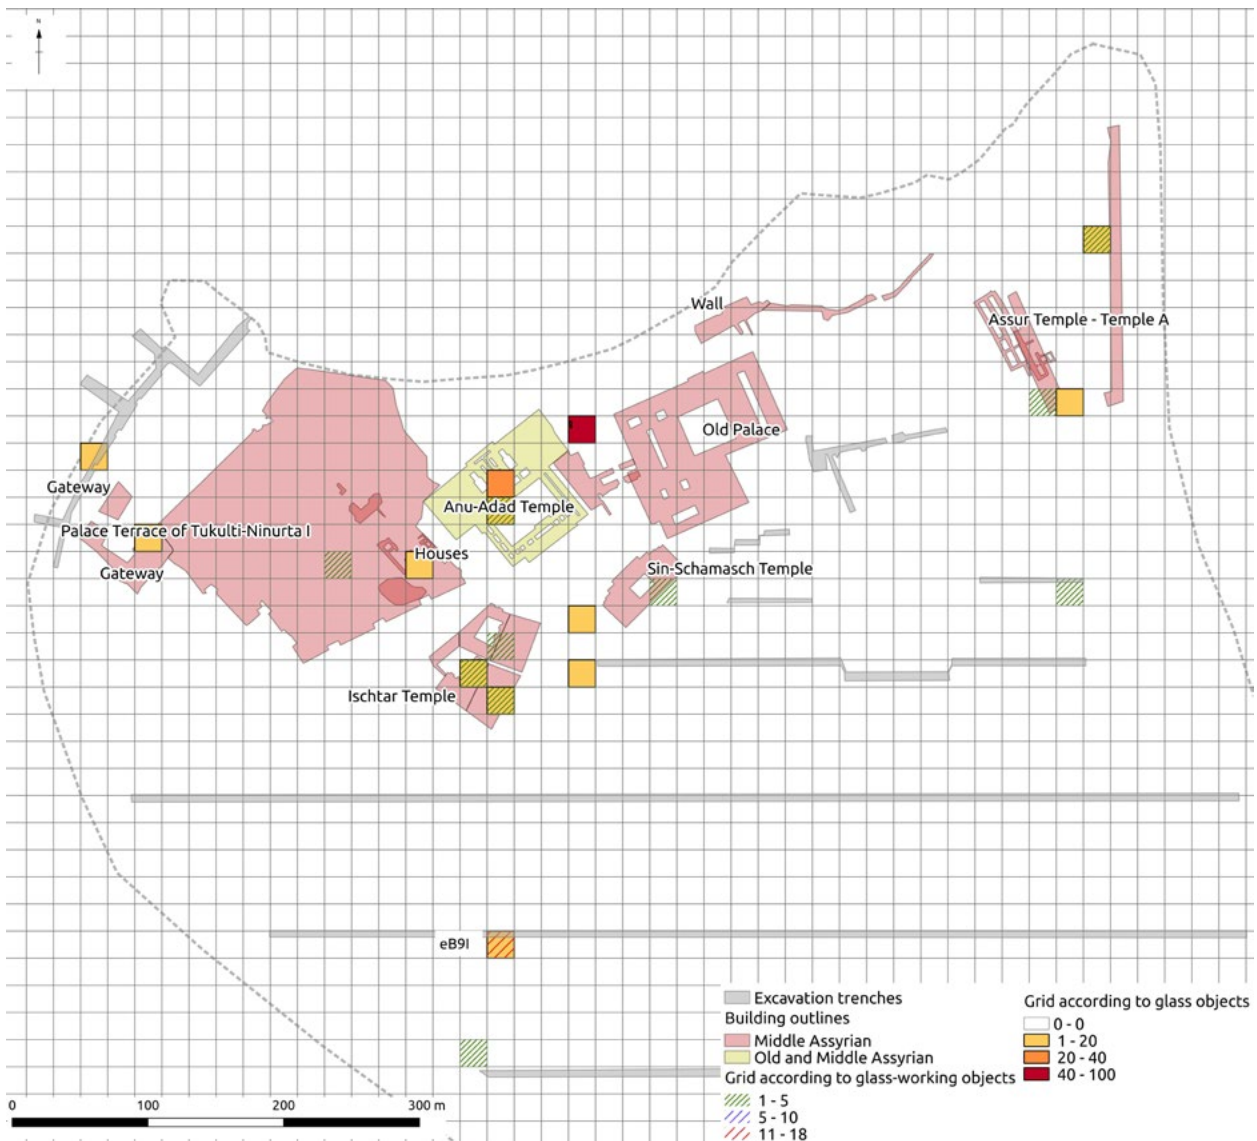 N
Wall
Assur Temple - Temple A
Old Palace
Gateway
Anu-Adad Temple
Palace Terrace of Tukulti-Ninurta I
Houses
Gateway
Sin-Schamasch Temple
Ischtar Temple
eB9I
Excavation trenches
Building outlines
Middle Assyrian
Old and Middle Assyrian
Grid according to glass-working objects
1 - 5
5 - 10
11 - 18
Grid according to glass objects
0 - 0
1 - 20
20 - 40
40 - 100
0 100 200 300 m